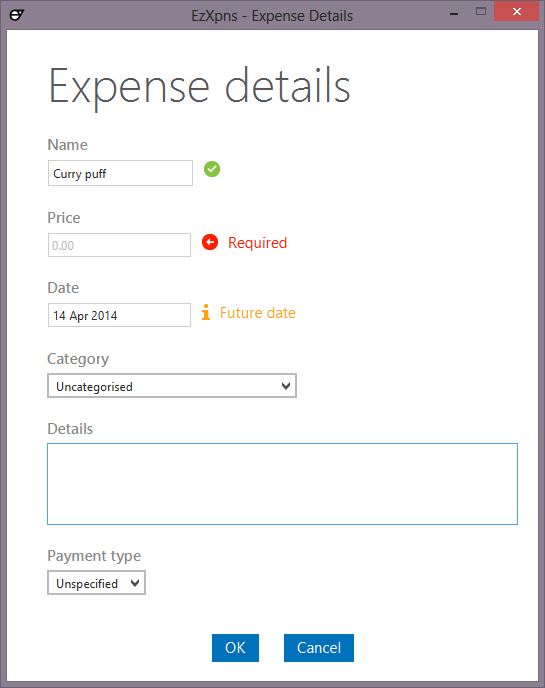 EzXpns - Expense Details
Expense details
Name
Curry puff
Price
0.00
Required
Date
14 Apr 2014
Future date
Category
Uncategorised
Details
Payment type
Unspecified
OK
Cancel